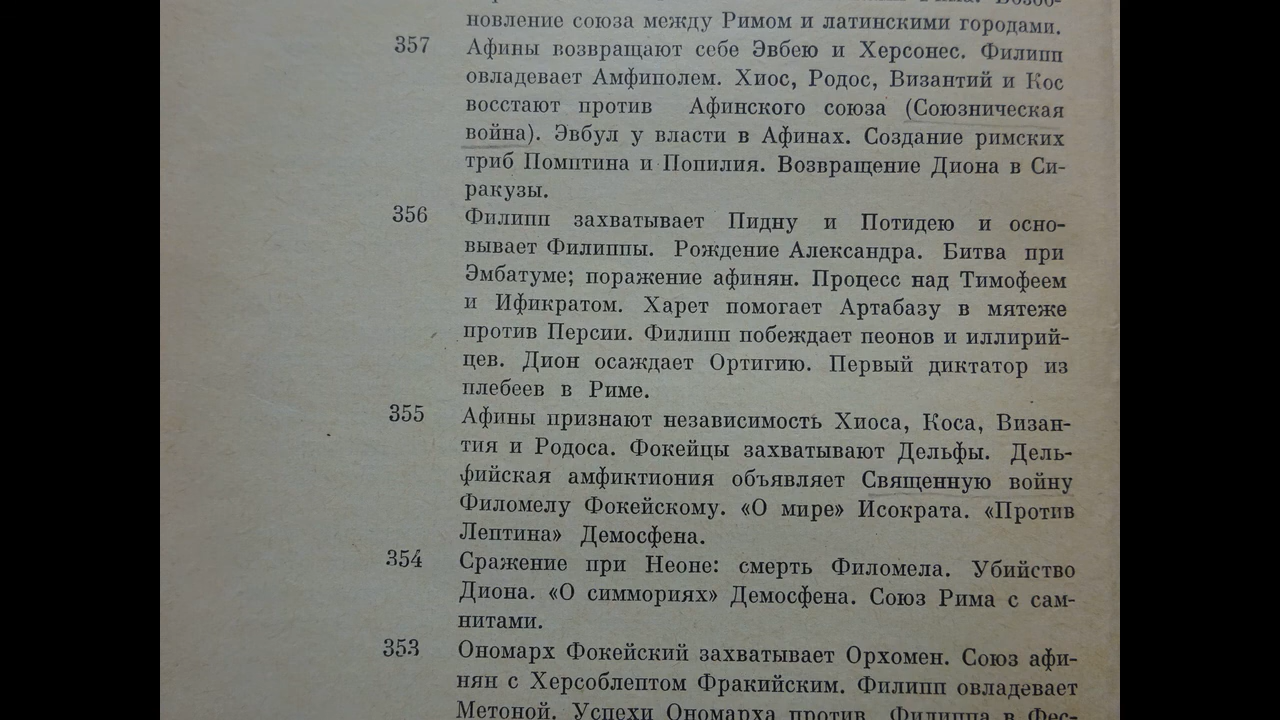 новление союза между Римом и латинскими городами.
357 Афины возвращают себе Эвбею и Херсонес. Филипп
овладевает Амфиполем. Хиос, Родос, Византий и Кос
восстают против Афинского союза (Союзническая
война). Эвбул у власти в Афинах. Создание римских
триб Помптина и Попилия. Возвращение Диона в Си-
ракузы.
356 Филипп захватывает Пидну и Потидею и осно-
вывает Филиппы. Рождение Александра. Битва при
Эмбатуме; поражение афинян. Процесс над Тимофеем
и Ификратом. Харет помогает Артабазу в мятеже
против Персии. Филипп побеждает пеонов и иллирий-
цев. Дион осаждает Ортигию. Первый диктатор из
плебеев в Риме.
355 Афины признают независимость Хиоса, Коса, Визан-
тия и Родоса. Фокейцы захватывают Дельфы. Дель-
фийская амфиктиония объявляет Священную войну
Филомелу Фокейскому. «О мире» Исократа. «Против
Лептина» Демосфена.
354 Сражение при Неоне: смерть Филомела. Убийство
Диона. «О симмориях» Демосфена. Союз Рима с сам-
нитами.
353 Ономарх Фокейский захватывает Орхомен. Союз афи-
нян с Херсоблептом Фракийским. Филипп овладевает
Метоной. Успехи Ономарха против Филиппа в Фес-